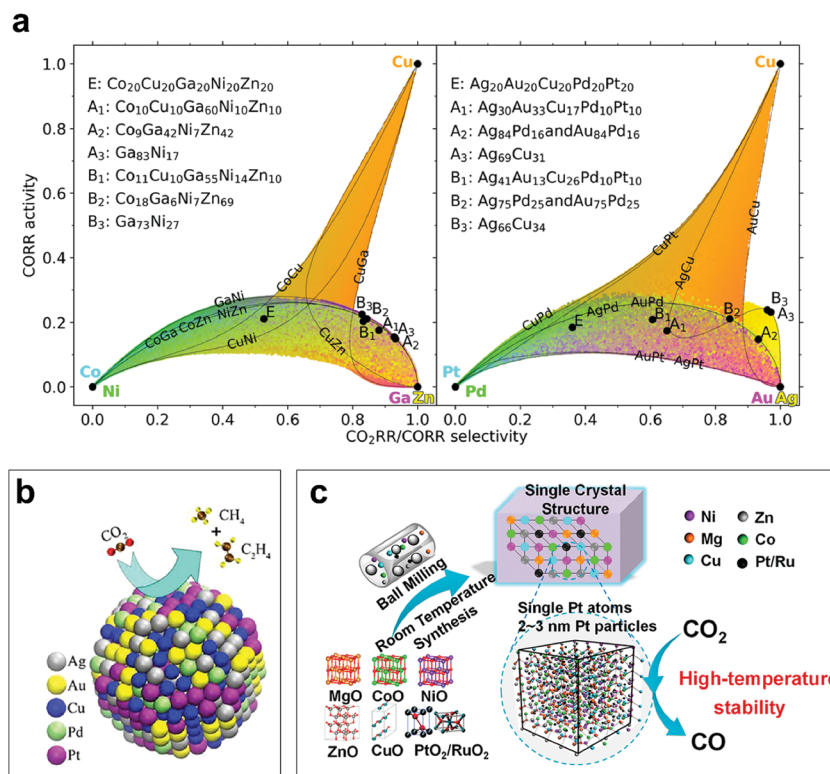 a
CORR activity
1.0
0.8
0.6
0.4
0.2
0.0
Cu
E: Co₂₀Cu₂₀Ga₂₀Ni₂₀Zn₂₀
A₁: Co₁₀Cu₁₀Ga₆₀Ni₁₀Zn₁₀
A₂: Co₉Ga₄₂Ni₇Zn₄₂
A₃: Ga₈₃Ni₁₇
B₁: Co₁₁Cu₁₀Ga₅₅Ni₁₄Zn₁₀
B₂: Co₁₈Ga₆Ni₇Zn₆₉
B₃: Ga₇₃Ni₂₇
CoCu
CuGa
GaNi
CoGa
CoZn
NiZn
CuNi
CuZn
E
B₃
B₂
B₁
A₁
A₃
A₂
Co
Ni
Ga
Zn
0.0 0.2 0.4 0.6 0.8 1.0
Cu
E: Ag₂₀Au₂₀Cu₂₀Pd₂₀Pt₂₀
A₁: Ag₃₀Au₃₃Cu₁₇Pd₁₀Pt₁₀
A₂: Ag₈₄Pd₁₆andAu₈₄Pd₁₆
A₃: Ag₆₉Cu₃₁
B₁: Ag₄₁Au₁₃Cu₂₆Pd₁₀Pt₁₀
B₂: Ag₇₅Pd₂₅andAu₇₅Pd₂₅
B₃: Ag₆₆Cu₃₄
CuPt
AgCu
AuCu
CuPd
AgPd
AuPd
AuPt
AgPt
E
B₁
A₁
B₂
B₃
A₃
A₂
Pt
Pd
Au
Ag
0.0 0.2 0.4 0.6 0.8 1.0
CO₂RR/CORR selectivity
b
CO₂
CH₄
+
C₂H₄
Ag
Au
Cu
Pd
Pt
c
Single Crystal
Structure
Ni
Zn
Mg
Co
Cu
Pt/Ru
Ball Milling
Room Temperature
Synthesis
MgO
CoO
NiO
ZnO
CuO
PtO₂/RuO₂
Single Pt atoms
2~3 nm Pt particles
CO₂
High-temperature
stability
CO